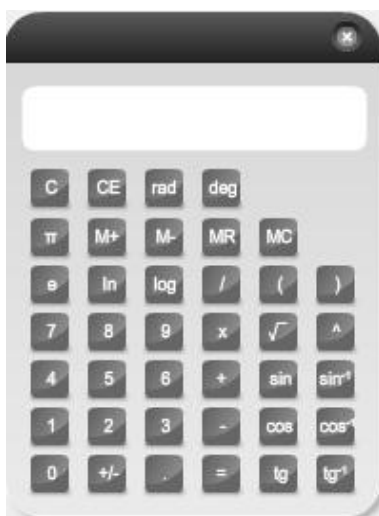 C CE rad deg
π M+ M- MR MC
e ln log / ( )
7 8 9 x √ ^
4 5 6 + sin sin⁻¹
1 2 3 - cos cos⁻¹
0 +/- . = tg tg⁻¹